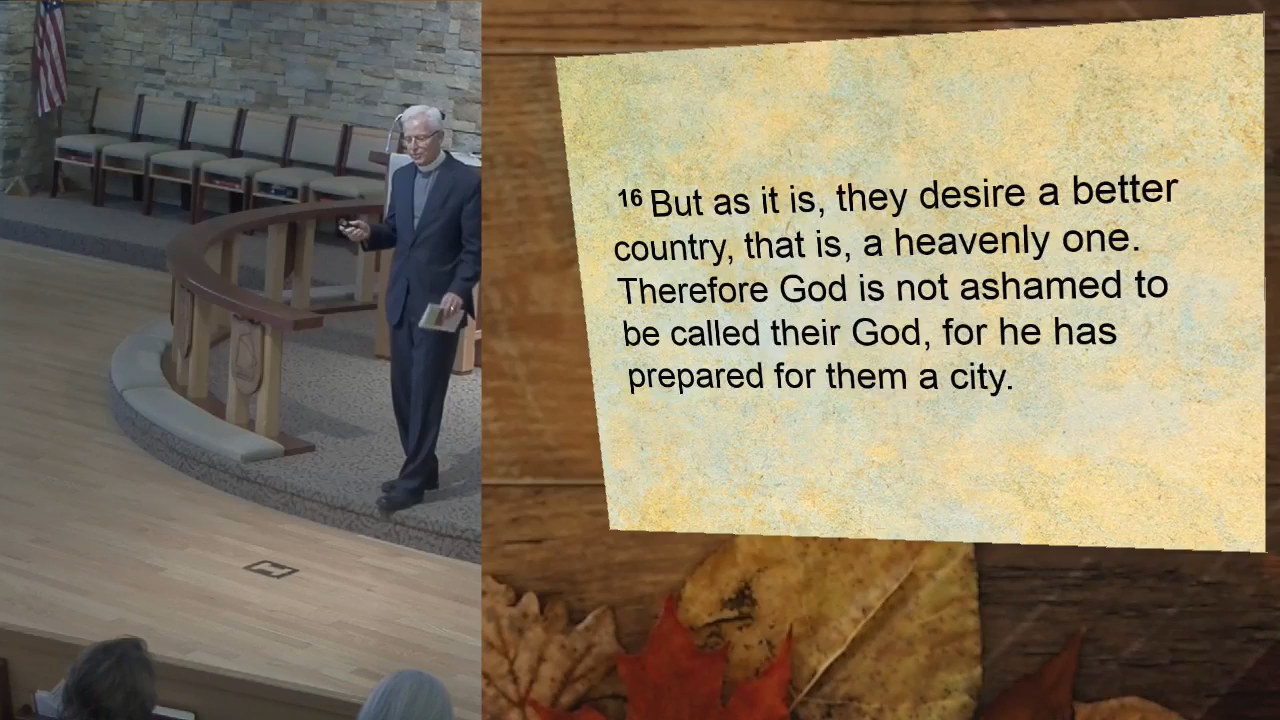 16 But as it is, they desire a better
country, that is, a heavenly one.
Therefore God is not ashamed to
be called their God, for he has
prepared for them a city.